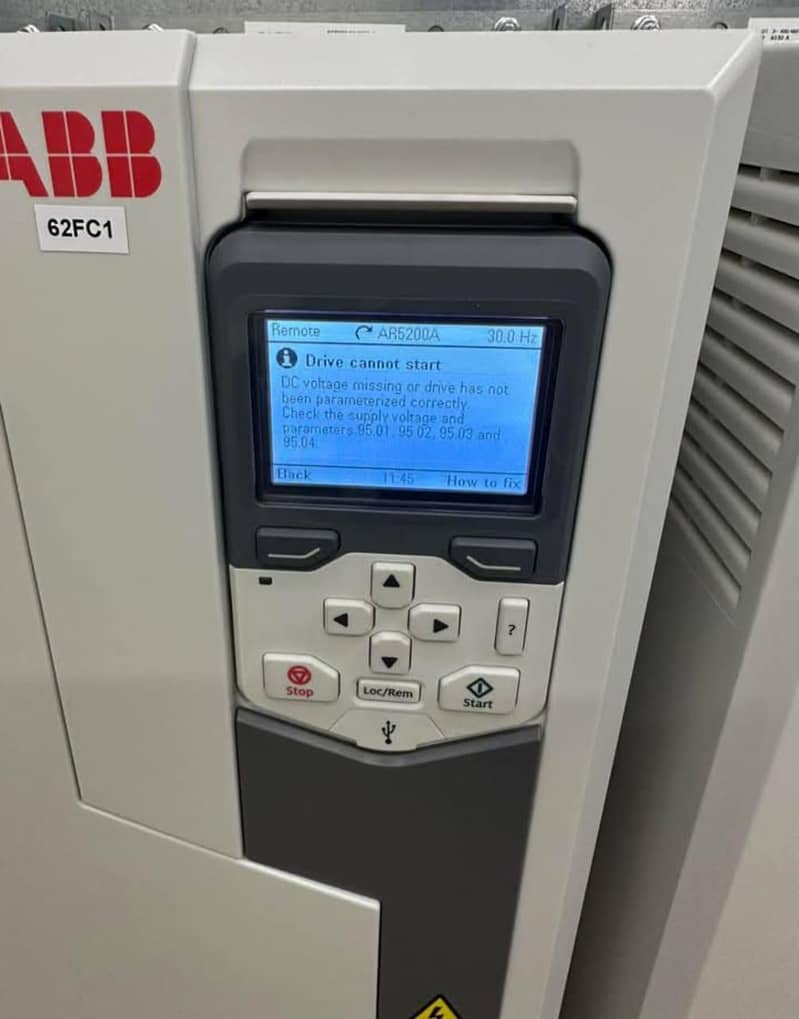 ABB
62FC1
Remote AR5200A 30.0 Hz
Drive cannot start
DC voltage missing or drive has not
been parameterized correctly.
Check the supply voltage and
parameters 95.01, 95.02, 95.03 and
95.04.
Back 11:45 How to fix
?
Stop Loc/Rem Start